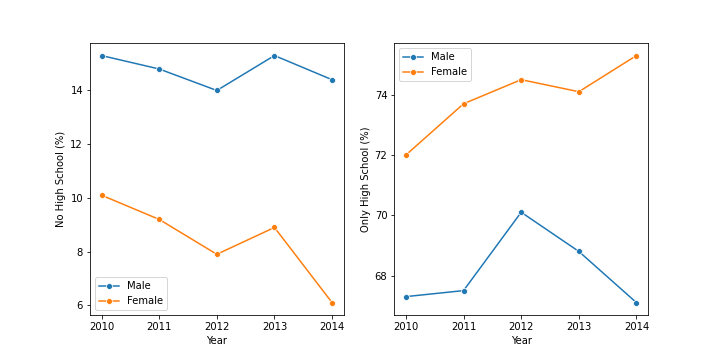 No High School (%)
14
12
10
8
6
Male
Female
2010 2011 2012 2013 2014
Year
Only High School (%)
74
72
70
68
Male
Female
2010 2011 2012 2013 2014
Year